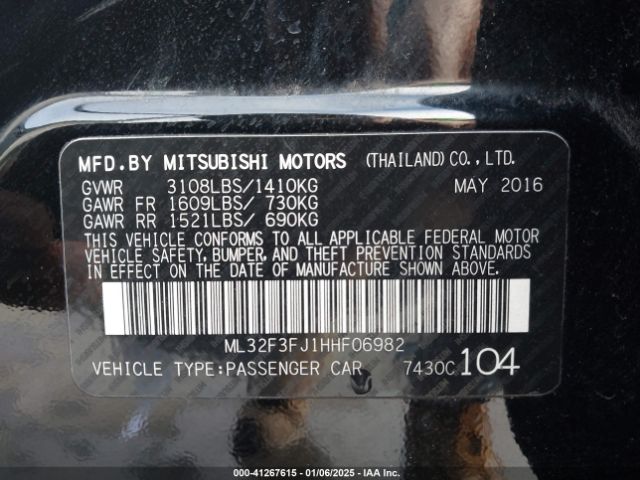 MFD.BY MITSUBISHI MOTORS (THAILAND)CO.,LTD.
GVWR 3108LBS/1410KG MAY 2016
GAWR FR 1609LBS/ 730KG
GAWR RR 1521LBS/ 690KG
THIS VEHICLE CONFORMS TO ALL APPLICABLE FEDERAL MOTOR
VEHICLE SAFETY, BUMPER, AND THEFT PREVENTION STANDARDS
IN EFFECT ON THE DATE OF MANUFACTURE SHOWN ABOVE.
ML32F3FJ1HHF06982
VEHICLE TYPE:PASSENGER CAR 7430C 104
000-41267615 - 01/06/2025 - IAA Inc.